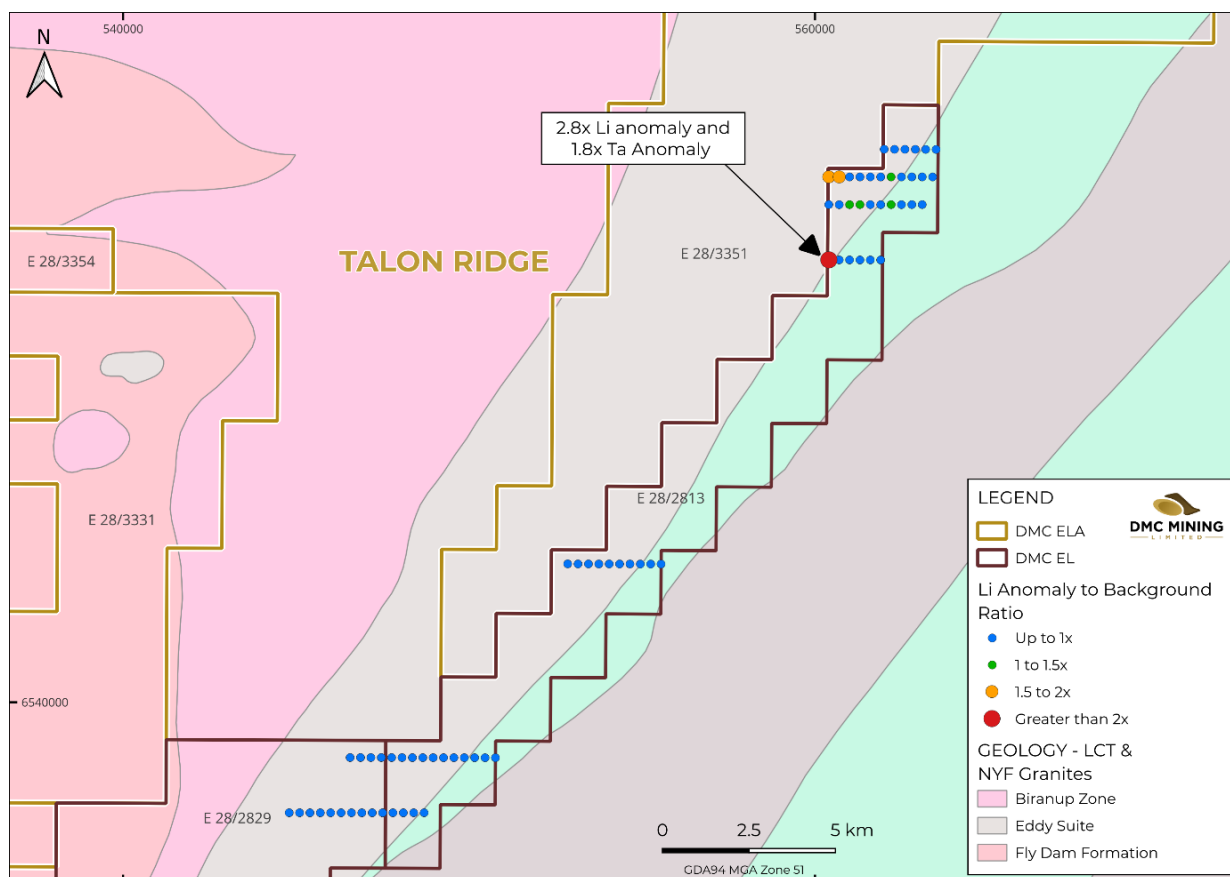 540000
560000
N
2.8x Li anomaly and
1.8x Ta Anomaly
E 28/3354
TALON RIDGE
E 28/3351
E 28/3331
E 28/2813
6540000
E 28/2829
0 2.5 5 km
GDA94 MGA Zone 51
LEGEND
DMC MINING
LIMITED
DMC ELA
DMC EL
Li Anomaly to Background
Ratio
Up to 1x
1 to 1.5x
1.5 to 2x
Greater than 2x
GEOLOGY - LCT &
NYF Granites
Biranup Zone
Eddy Suite
Fly Dam Formation